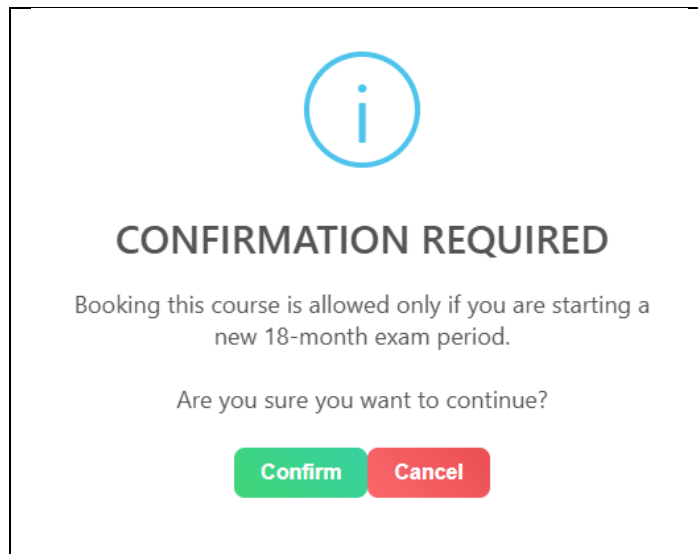 CONFIRMATION REQUIRED
Booking this course is allowed only if you are starting a
new 18-month exam period.
Are you sure you want to continue?
Confirm Cancel